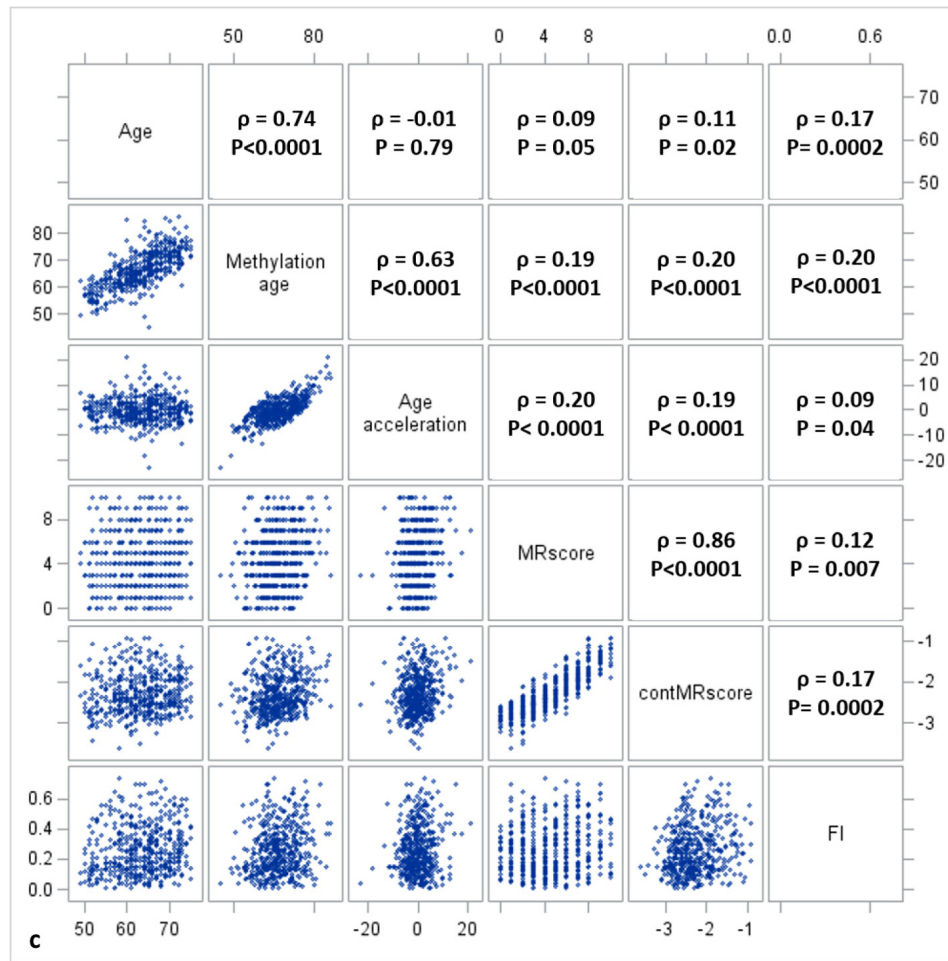 50 80 0 4 8 0.0 0.6
Age
ρ = 0.74
P<0.0001
ρ = -0.01
P = 0.79
ρ = 0.09
P = 0.05
ρ = 0.11
P = 0.02
ρ = 0.17
P= 0.0002
70
60
50
80
70
60
50
Methylation
age
ρ = 0.63
P<0.0001
ρ = 0.19
P<0.0001
ρ = 0.20
P<0.0001
ρ = 0.20
P<0.0001
Age
acceleration
ρ = 0.20
P< 0.0001
ρ = 0.19
P< 0.0001
ρ = 0.09
P = 0.04
20
10
0
-10
-20
8
4
0
MRscore
ρ = 0.86
P<0.0001
ρ = 0.12
P = 0.007
contMRscore
ρ = 0.17
P= 0.0002
-1
-2
-3
0.6
0.4
0.2
0.0
FI
50 60 70 -20 0 20 -3 -2 -1
c